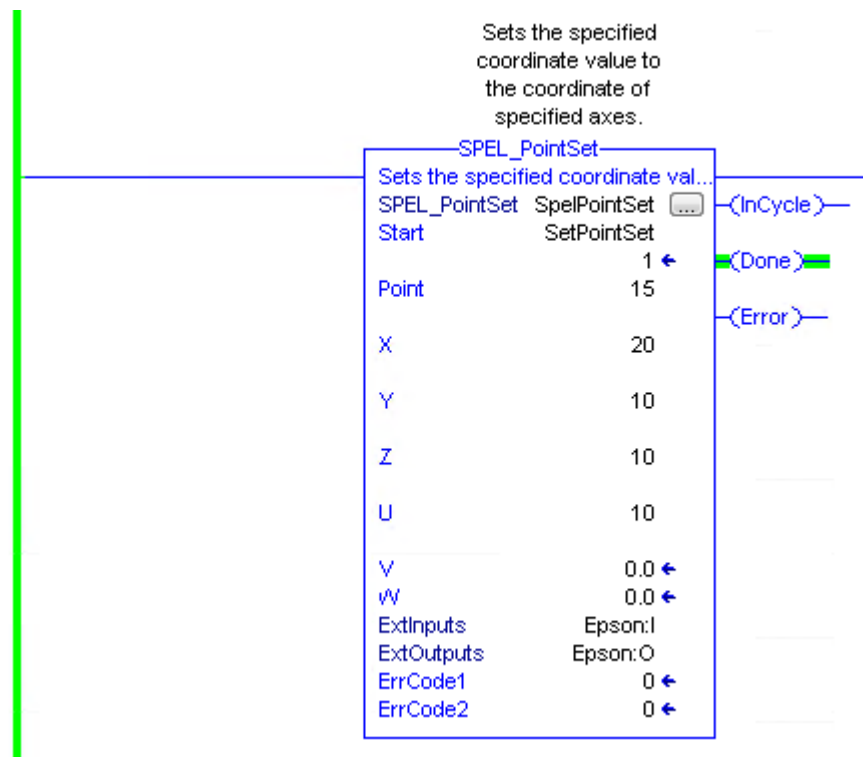 Sets the specified
coordinate value to
the coordinate of
specified axes.
SPEL_PointSet
Sets the specified coordinate val...
SPEL_PointSet SpelPointSet ... (InCycle)
Start SetPointSet
1 (Done)
Point 15
(Error)
X 20
Y 10
Z 10
U 10
V 0.0
W 0.0
ExtInputs Epson:I
ExtOutputs Epson:O
ErrCode1 0
ErrCode2 0